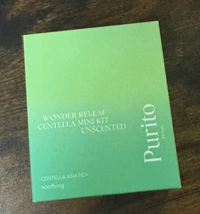 WONDER RELEAF
CENTELLA MINI KIT
UNSCENTED
Purito
CENTELLA ASIATICA
soothing